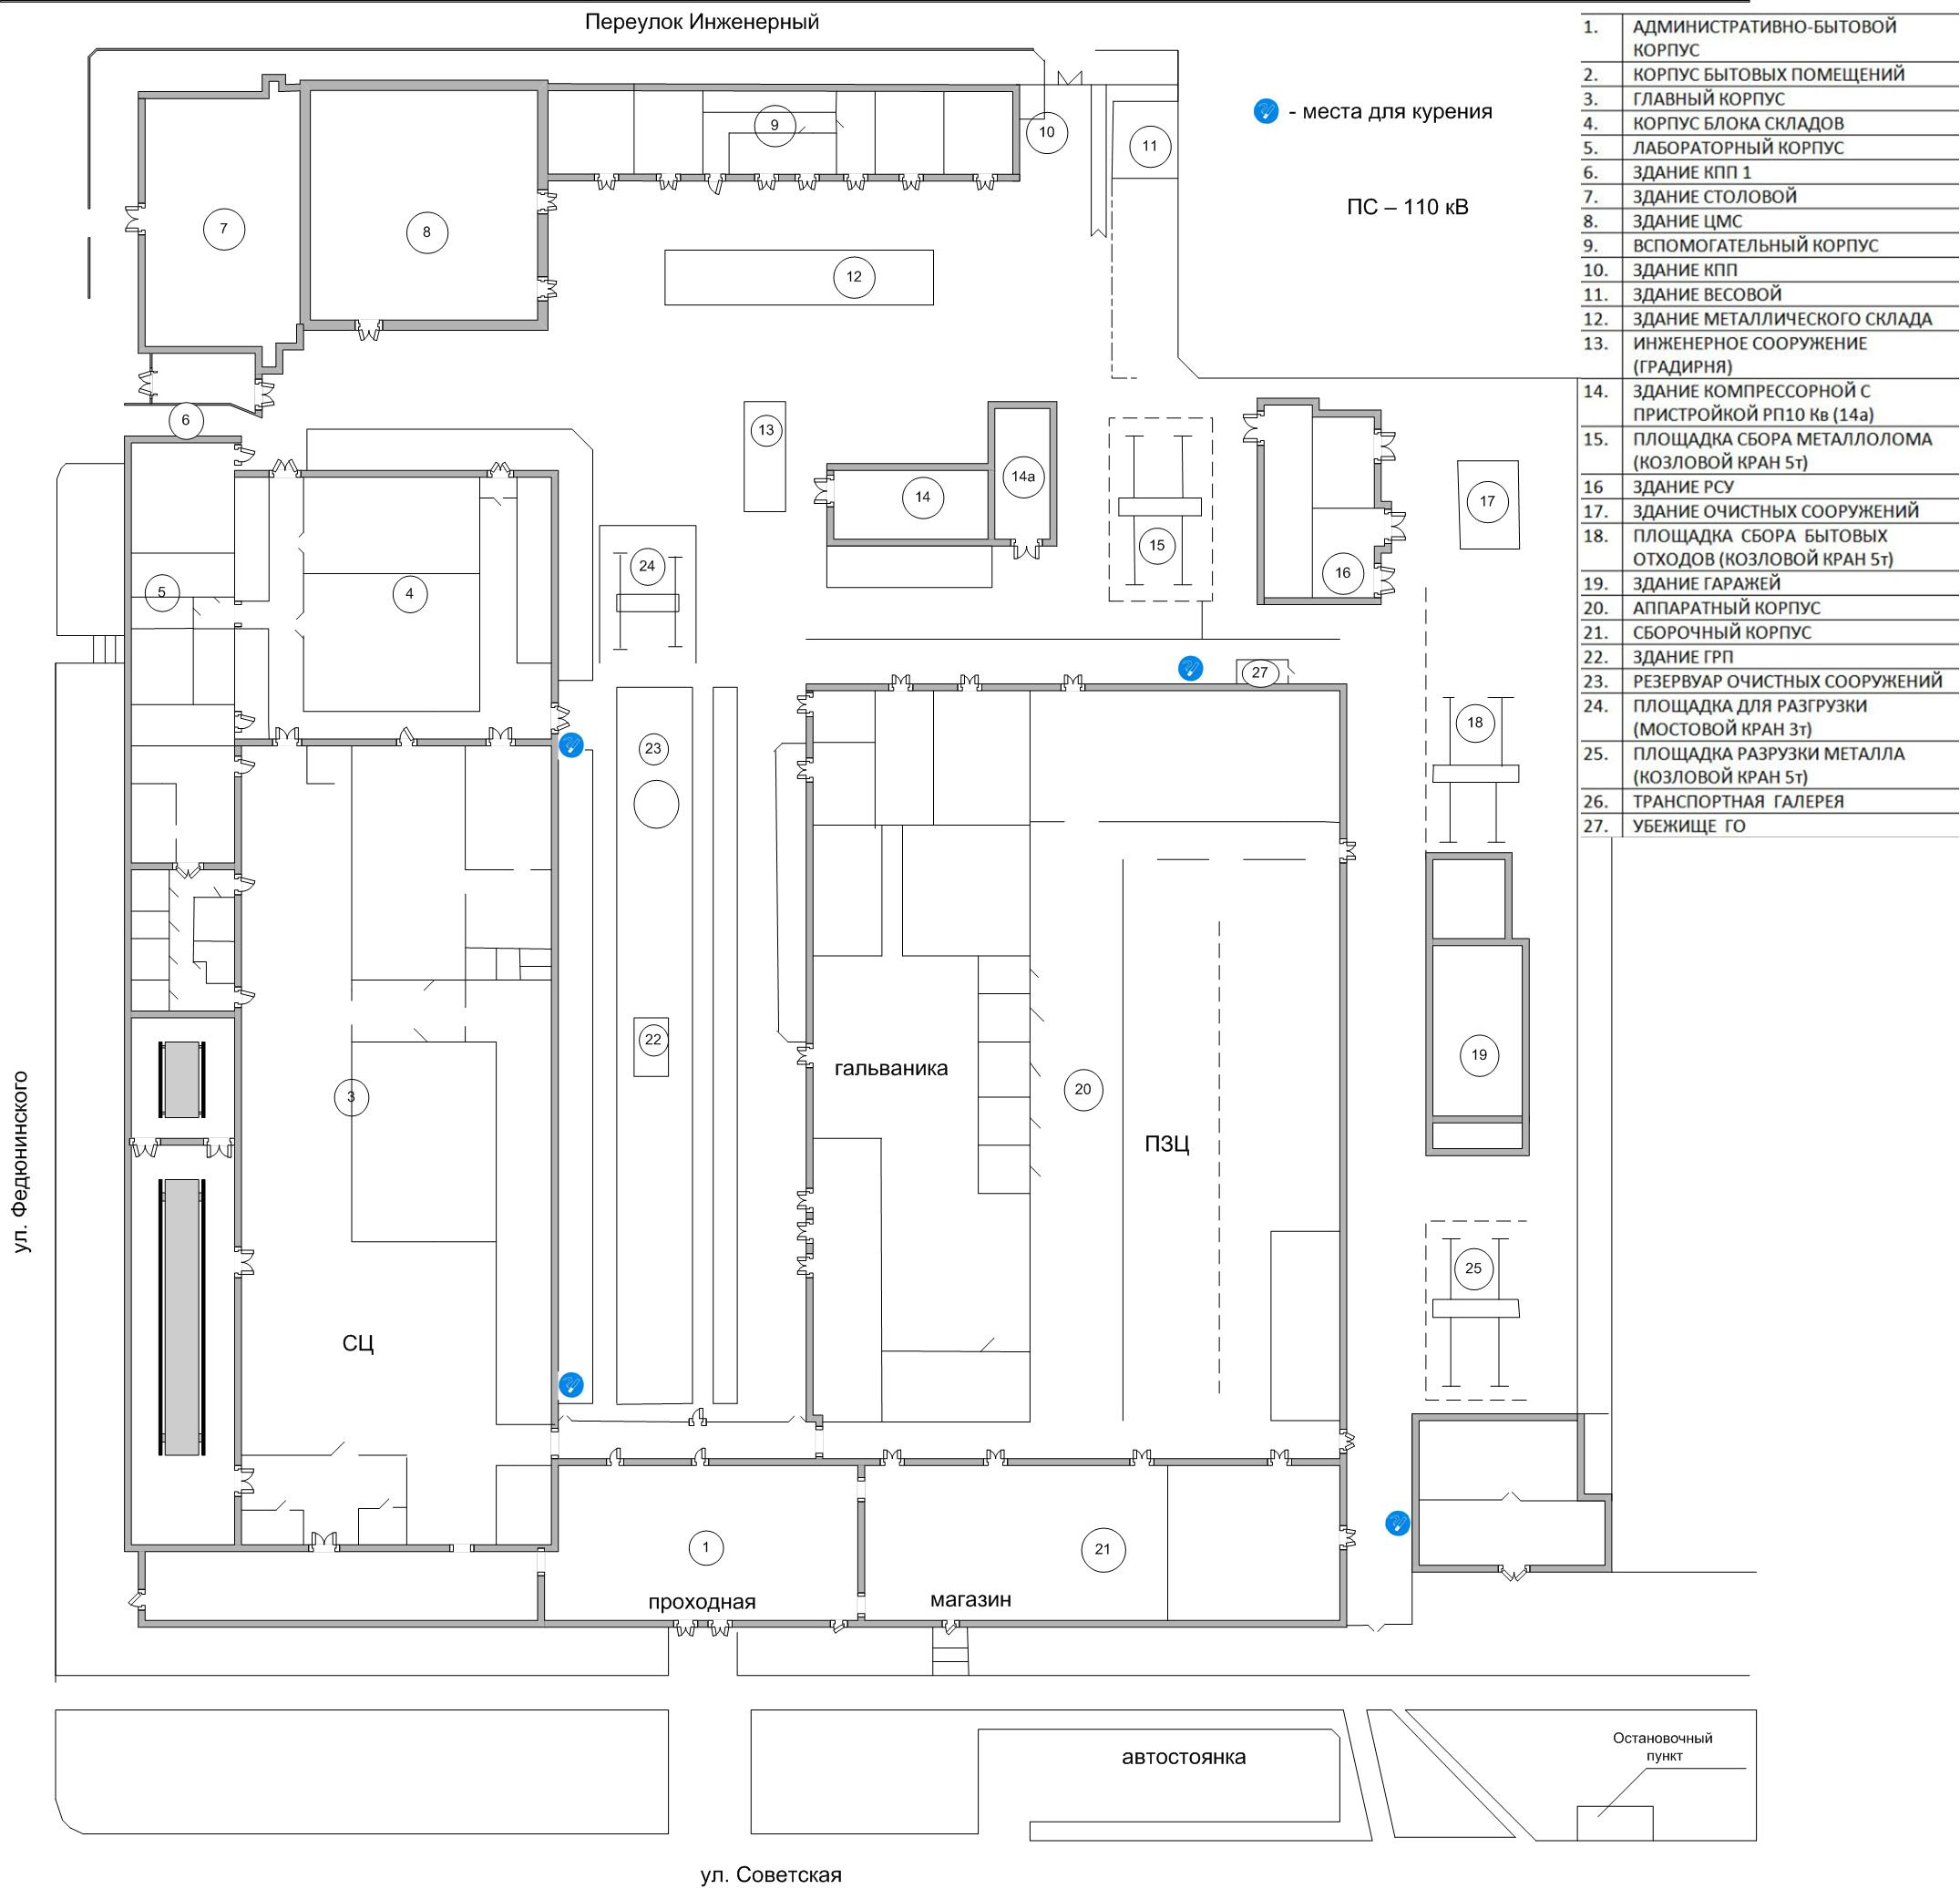 Переулок Инженерный
- места для курения
ПС – 110 кВ
1. АДМИНИСТРАТИВНО-БЫТОВОЙ
КОРПУС
2. КОРПУС БЫТОВЫХ ПОМЕЩЕНИЙ
3. ГЛАВНЫЙ КОРПУС
4. КОРПУС БЛОКА СКЛАДОВ
5. ЛАБОРАТОРНЫЙ КОРПУС
6. ЗДАНИЕ КПП 1
7. ЗДАНИЕ СТОЛОВОЙ
8. ЗДАНИЕ ЦМС
9. ВСПОМОГАТЕЛЬНЫЙ КОРПУС
10. ЗДАНИЕ КПП
11. ЗДАНИЕ ВЕСОВОЙ
12. ЗДАНИЕ МЕТАЛЛИЧЕСКОГО СКЛАДА
13. ИНЖЕНЕРНОЕ СООРУЖЕНИЕ
(ГРАДИРНЯ)
14. ЗДАНИЕ КОМПРЕССОРНОЙ С
ПРИСТРОЙКОЙ РП10 Кв (14а)
15. ПЛОЩАДКА СБОРА МЕТАЛЛОЛОМА
(КОЗЛОВОЙ КРАН 5т)
16 ЗДАНИЕ РСУ
17. ЗДАНИЕ ОЧИСТНЫХ СООРУЖЕНИЙ
18. ПЛОЩАДКА СБОРА БЫТОВЫХ
ОТХОДОВ (КОЗЛОВОЙ КРАН 5т)
19. ЗДАНИЕ ГАРАЖЕЙ
20. АППАРАТНЫЙ КОРПУС
21. СБОРОЧНЫЙ КОРПУС
22. ЗДАНИЕ ГРП
23. РЕЗЕРВУАР ОЧИСТНЫХ СООРУЖЕНИЙ
24. ПЛОЩАДКА ДЛЯ РАЗГРУЗКИ
(МОСТОВОЙ КРАН 3т)
25. ПЛОЩАДКА РАЗРУЗКИ МЕТАЛЛА
(КОЗЛОВОЙ КРАН 5т)
26. ТРАНСПОРТНАЯ ГАЛЕРЕЯ
27. УБЕЖИЩЕ ГО
9
10
11
7
8
12
6
13
14
14а
15
16
17
5
4
24
27
18
23
22
3
гальваника
20
ПЗЦ
19
ул. Федюнинского
25
СЦ
1
21
проходная
магазин
автостоянка
Остановочный
пункт
ул. Советская